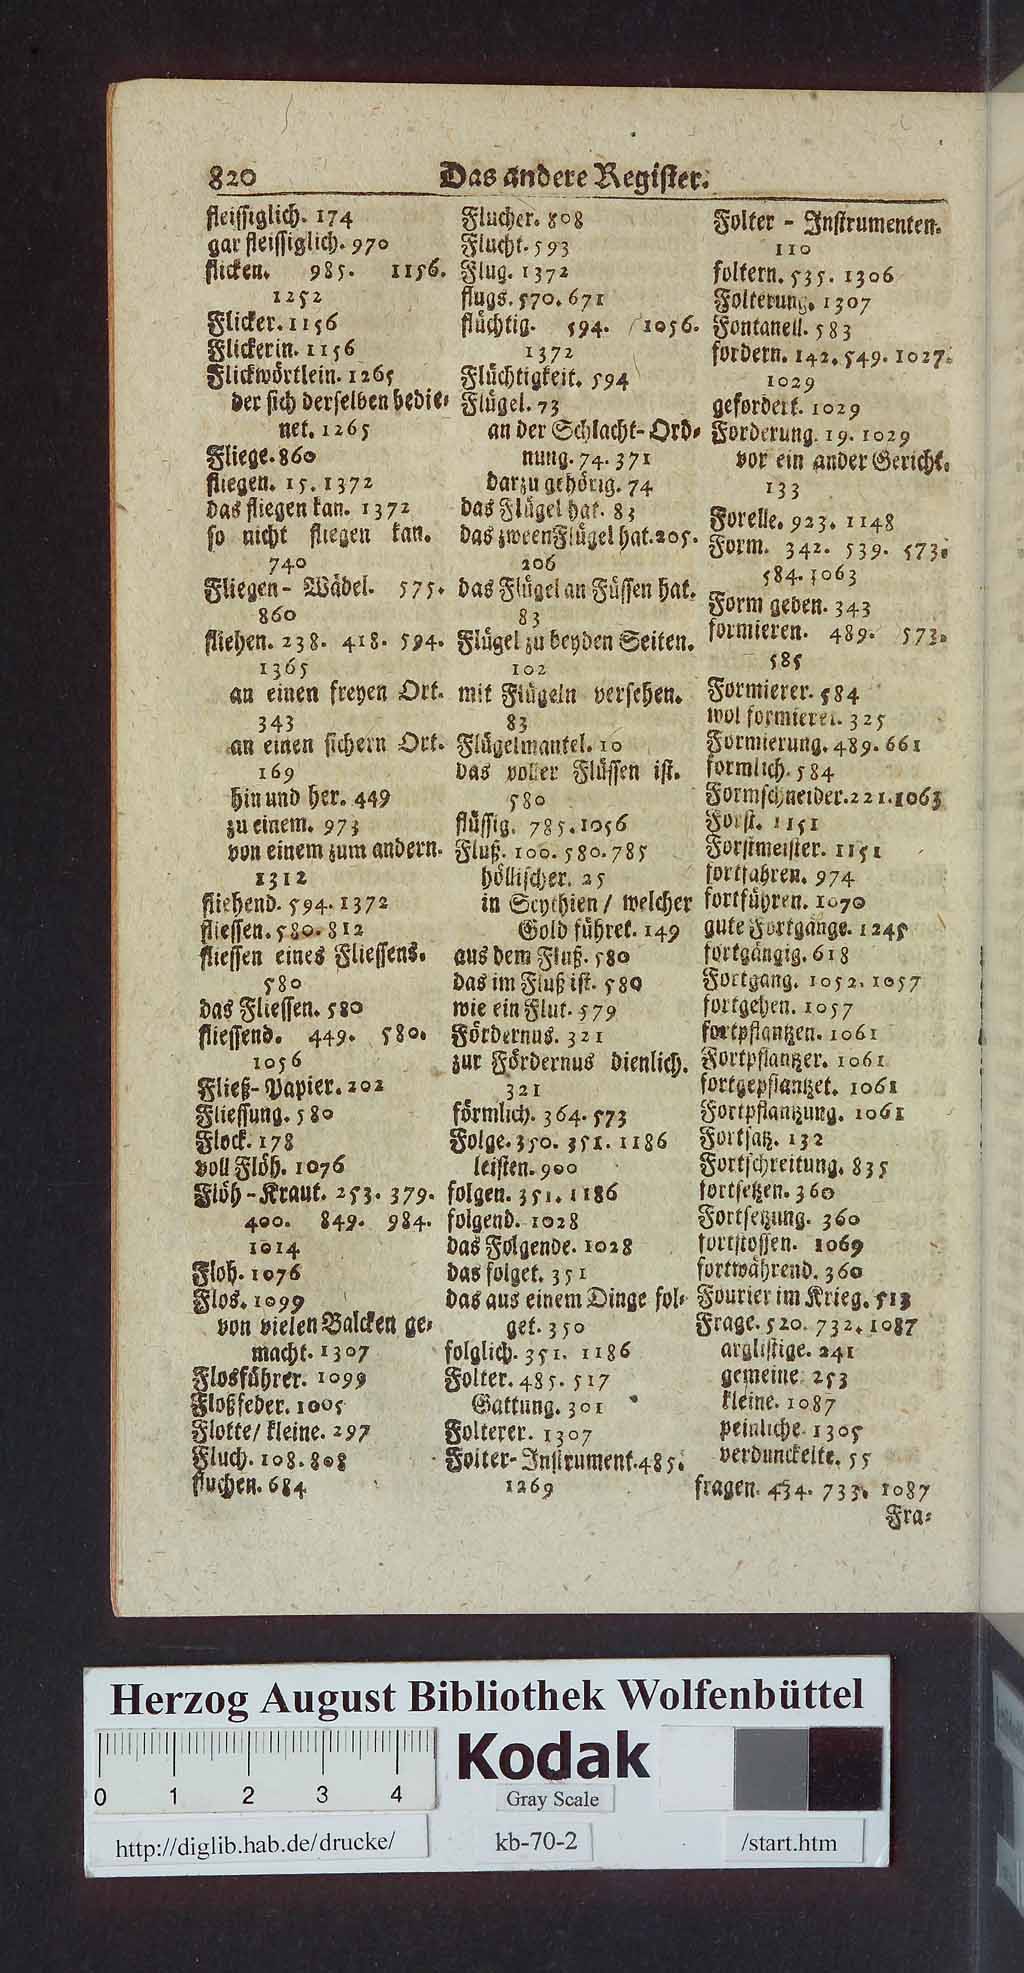 820 Das andere Register.
fleissiglich. 174
gar fleissiglich. 970
flicken. 985. 1156.
1252
Flicker. 1156
Flickerin. 1156
Flickwörtlein. 1265
der sich derselben bedie-
net. 1265
Fliege. 860
fliegen. 15. 1372
das fliegen kan. 1372
so nicht fliegen kan.
740
Fliegen-Wädel. 575.
860
fliehen. 238. 418. 594.
1365
an einen freyen Ort.
343
an einen sichern Ort.
169
hin und her. 449
zu einem. 973
von einem zum andern.
1312
fliehend. 594. 1372
fliessen. 580. 812
fliessen eines Fliessens.
580
das Fliessen. 580
fliessend. 449. 580.
1056
Fließ-Papier. 202
Fliessung. 580
Flock. 178
voll Flöh. 1076
Flöh-Kraut. 253. 379.
400. 849. 984.
1014
Floh. 1076
Flos. 1099
von vielen Balcken ge-
macht. 1307
Flosführer. 1099
Floßfeder. 1005
Flotte/ kleine. 297
Fluch. 108. 808
fluchen. 684
Flucher. 808
Flucht. 593
Flug. 1372
flugs. 570. 671
flüchtig. 594. 1056.
1372
Flüchtigkeit. 594
Flügel. 73
an der Schlacht-Ord-
nung. 74. 371
darzu gehörig. 74
das Flügel hat. 83
das zween Flügel hat. 205.
206
das Flügel an Füssen hat.
83
Flügel zu beyden Seiten.
102
mit Flügeln versehen.
83
Flügelmantel. 10
das voller Flüssen ist.
580
flüssig. 785. 1056
Fluß. 100. 580. 785
höllischer. 25
in Scythien/ welcher
Gold führet. 149
aus dem Fluß. 580
das im Fluß ist. 580
wie ein Flut. 579
Fördernus. 321
zur Fördernus dienlich.
321
förmlich. 364. 573
Folge. 350. 351. 1186
leisten. 900
folgen. 351. 1186
folgend. 1028
das Folgende. 1028
das folget. 351
das aus einem Dinge fol-
get. 350
folglich. 351. 1186
Folter. 485. 517
Gattung. 301
Folterer. 1307
Folter-Instrument. 485.
1269
Folter-Instrumenten.
110
foltern. 535. 1306
Folterung. 1307
Fontanell. 583
fordern. 142. 549. 1027.
1029
gefordert. 1029
Forderung. 19. 1029
vor ein ander Gericht.
133
Forelle. 923. 1148
Form. 342. 539. 573.
584. 1063
Form geden. 343
formieren. 489. 573.
585
Formierer. 584
wol formieret. 325
Formierung. 489. 661
formlich. 584
Formschneider. 221. 1063
Forst. 1151
Forstmeister. 1151
fortfahren. 974
fortführen. 1070
gute Fortgänge. 1245
fortgängig. 618
Fortgang. 1052. 1057
fortgehen. 1057
fortpflantzen. 1061
Fortpflantzer. 1061
fortgepflantzet. 1061
Fortpflantzung. 1061
Fortsatz. 132
Fortschreitung. 835
fortsetzen. 360
Fortsetzung. 360
fortstossen. 1069
fortwährend. 360
Fourier im Krieg. 513
Frage. 520. 732. 1087
arglistige. 241
gemeine. 253
kleine. 1087
peinliche. 1305
verdunckelte. 55
fragen. 434. 733. 1087
Fra-
Herzog August Bibliothek Wolfenbüttel
Kodak
0 1 2 3 4
Gray Scale
http://diglib.hab.de/drucke/ kb-70-2 /start.htm